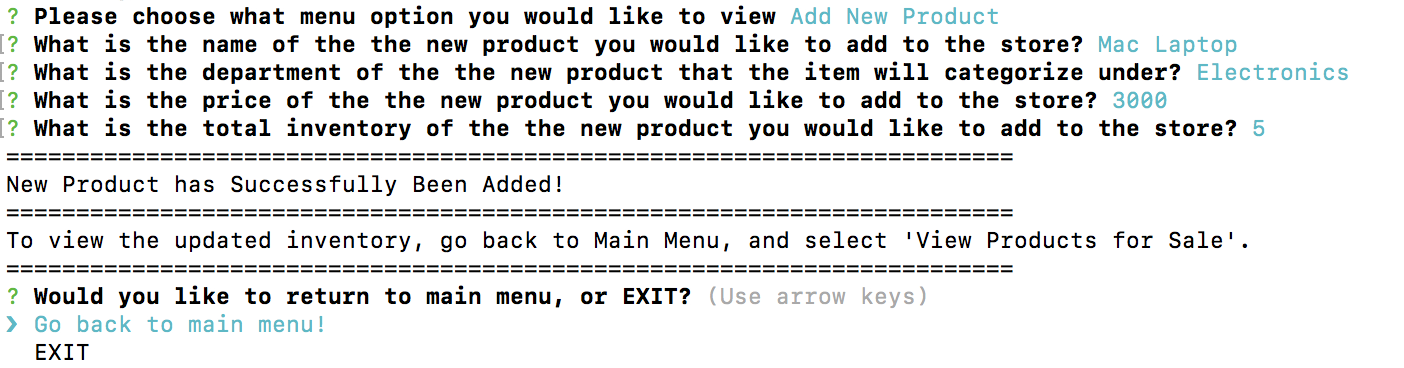 ? Please choose what menu option you would like to view Add New Product
[? What is the name of the the new product you would like to add to the store? Mac Laptop
[? What is the department of the the new product that the item will categorize under? Electronics
[? What is the price of the the new product you would like to add to the store? 3000
[? What is the total inventory of the the new product you would like to add to the store? 5
========================================================================
New Product has Successfully Been Added!
========================================================================
To view the updated inventory, go back to Main Menu, and select 'View Products for Sale'.
========================================================================
? Would you like to return to main menu, or EXIT? (Use arrow keys)
❯ Go back to main menu!
EXIT